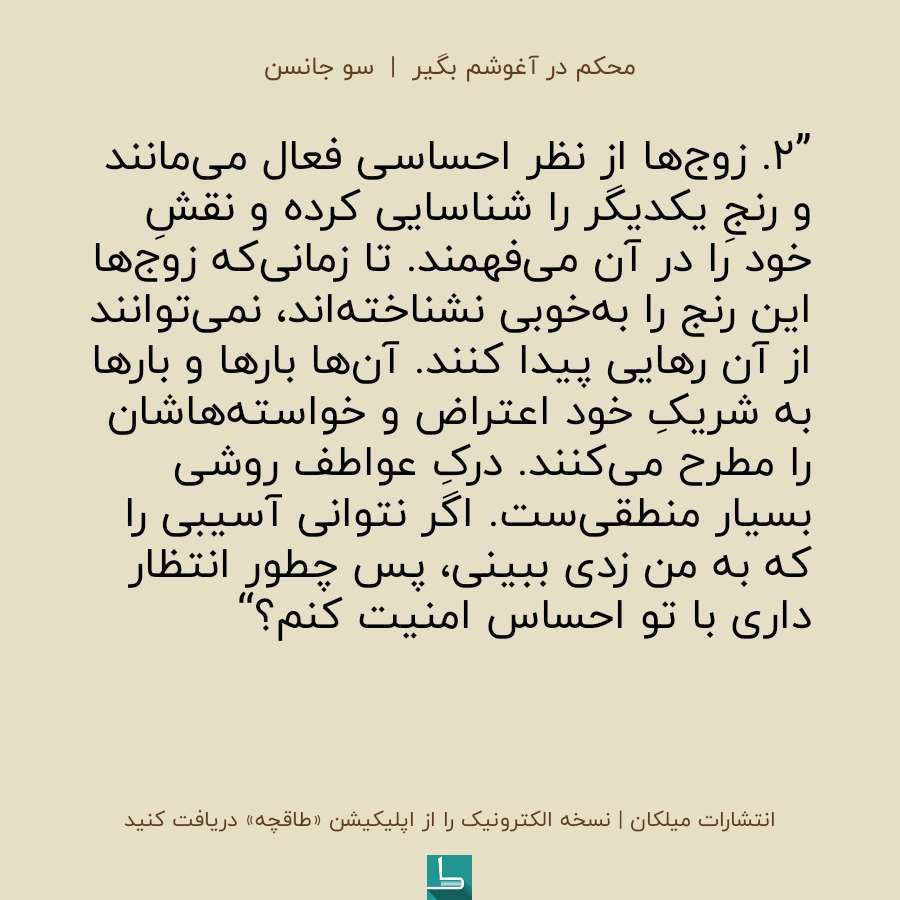 محکم در آغوشم بگیر | سو جانسن
”۲. زوج‌ها از نظر احساسی فعال می‌مانند
و رنجِ یکدیگر را شناسایی کرده و نقشِ
خود را در آن می‌فهمند. تا زمانی‌که زوج‌ها
این رنج را به‌خوبی نشناخته‌اند، نمی‌توانند
از آن رهایی پیدا کنند. آن‌ها بارها و بارها
به شریکِ خود اعتراض و خواسته‌هاشان
را مطرح می‌کنند. درکِ عواطف روشی
بسیار منطقی‌ست. اگر نتوانی آسیبی را
که به من زدی ببینی، پس چطور انتظار
داری با تو احساس امنیت کنم؟“
انتشارات میلکان | نسخه الکترونیک را از اپلیکیشن «طاقچه» دریافت کنید